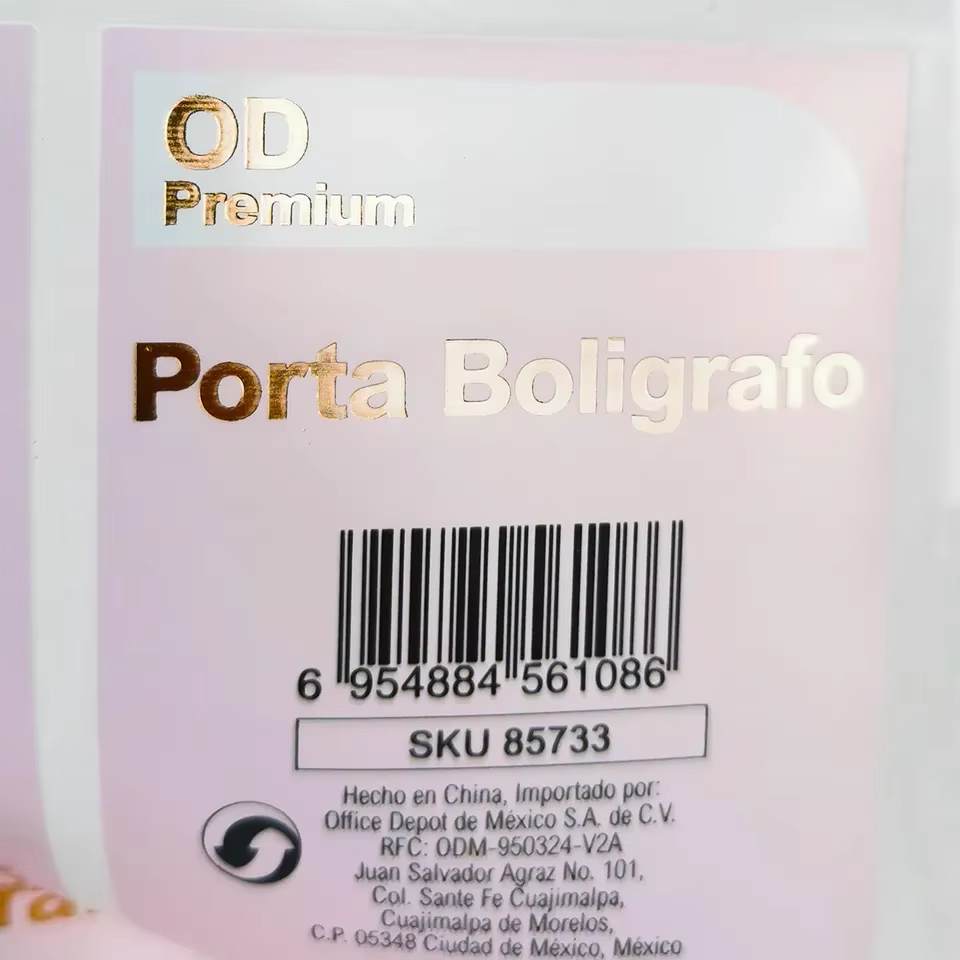 OD
Premium
Porta Boligrafo
6 954884 561086
SKU 85733
Hecho en China, Importado por:
Office Depot de México S.A. de C.V.
RFC: ODM-950324-V2A
Juan Salvador Agraz No. 101,
Col. Sante Fe Cuajimalpa,
Cuajimalpa de Morelos,
C.P. 05348 Ciudad de México, México